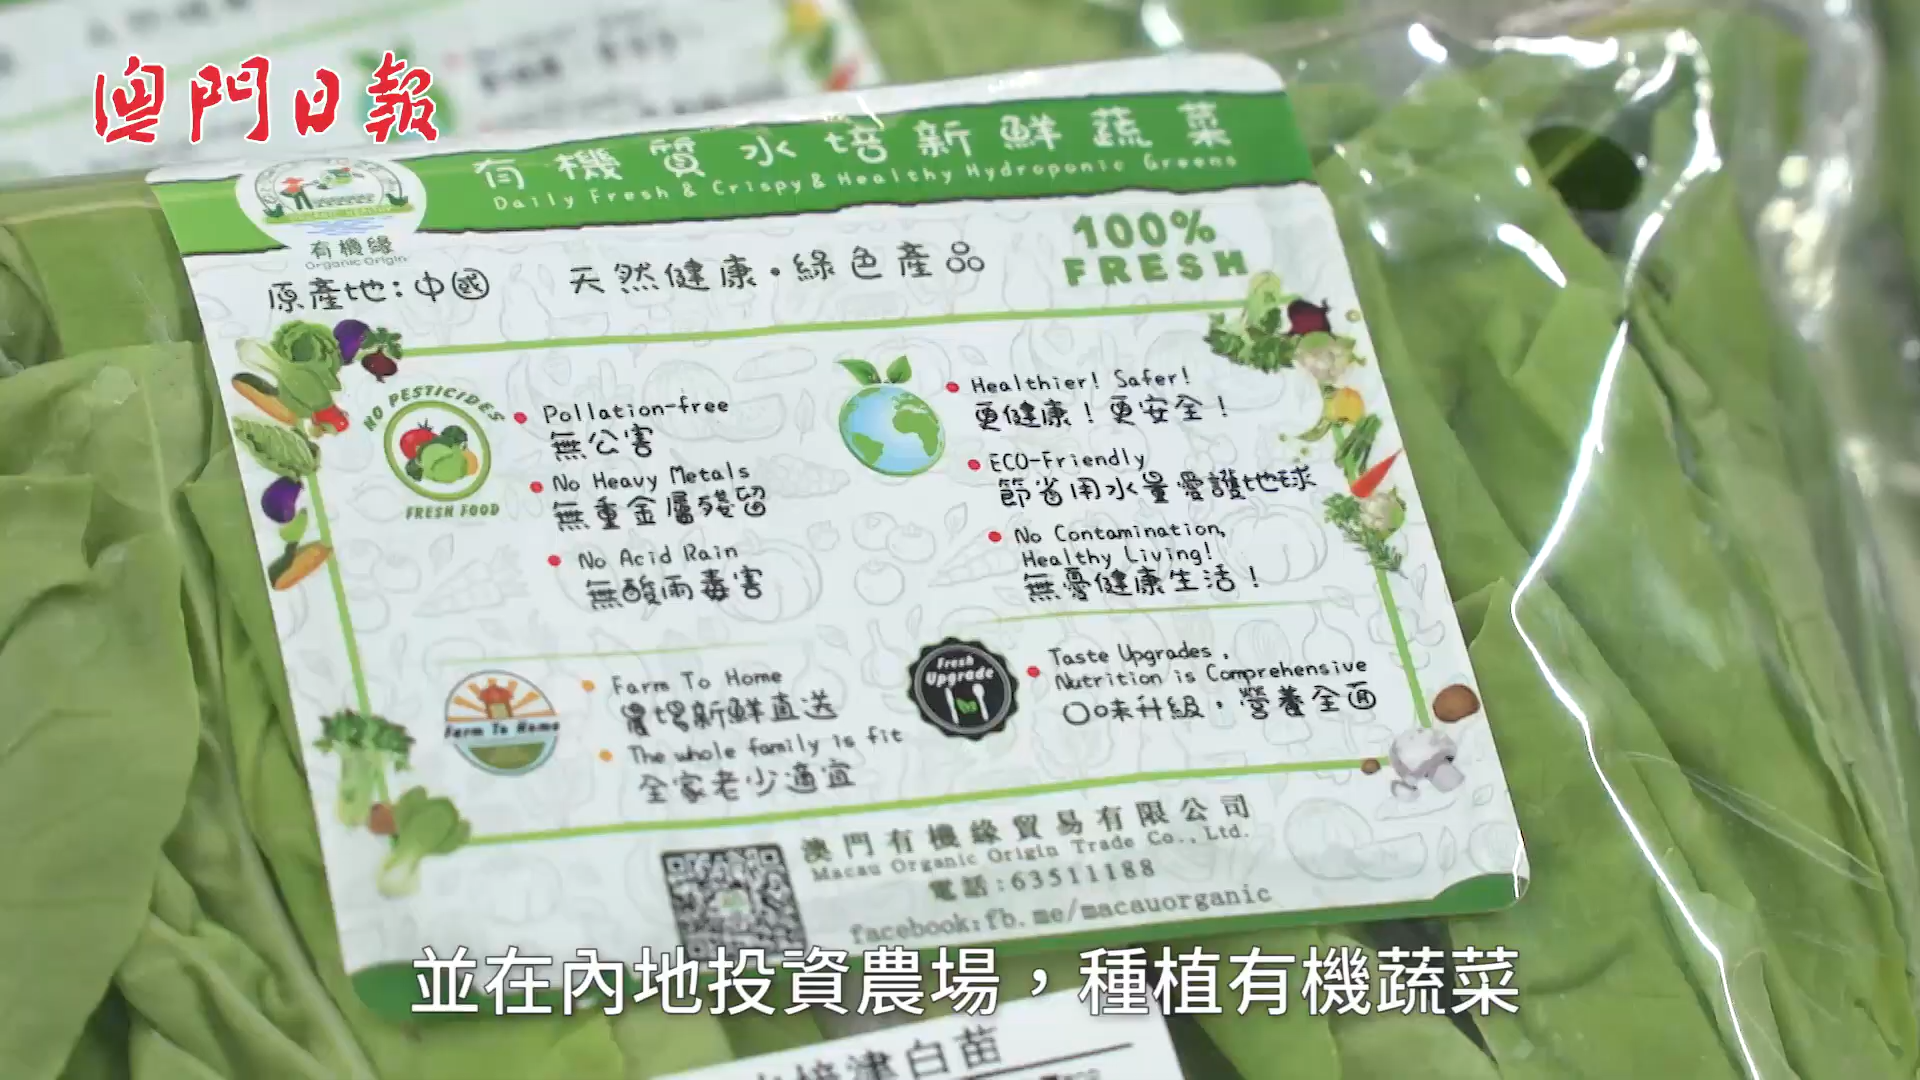 澳門日報
有機質水培新鮮蔬菜
Daily Fresh & Crispy & Healthy Hydroponic Greens
有機緣
Organic Origin
原產地：中國
天然健康・綠色產品
100%
FRESH
NO PESTICIDES
FRESH FOOD
Pollation-free
無公害
No Heavy Metals
無重金屬殘留
No Acid Rain
無酸雨毒害
Healthier! Safer!
更健康！更安全！
ECO-Friendly
節省用水量愛護地球
No Contamination,
Healthy Living!
無憂健康生活！
Farm To Home
Farm To Home
農場新鮮直送
The whole family is fit
全家老少適宜
Fresh
Upgrade
Taste Upgrades ,
Nutrition is Comprehensive
口味升級，營養全面
澳門有機緣貿易有限公司
Macau Organic Origin Trade Co., Ltd.
電話:63511188
facebook:fb.me/macauorganic
並在內地投資農場，種植有機蔬菜
水培津白苗